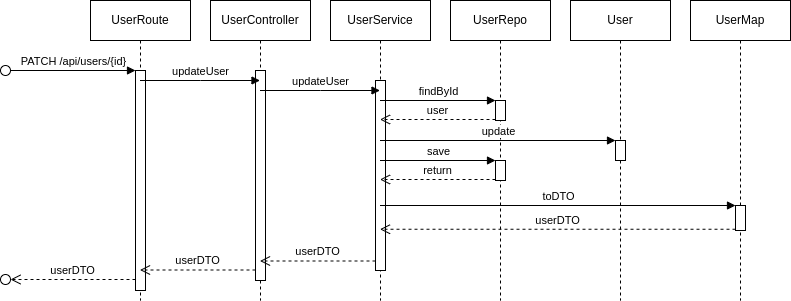 UserRoute
UserController
UserService
UserRepo
User
UserMap
PATCH /api/users/{id}
updateUser
updateUser
findById
user
update
save
return
toDTO
userDTO
userDTO
userDTO
userDTO